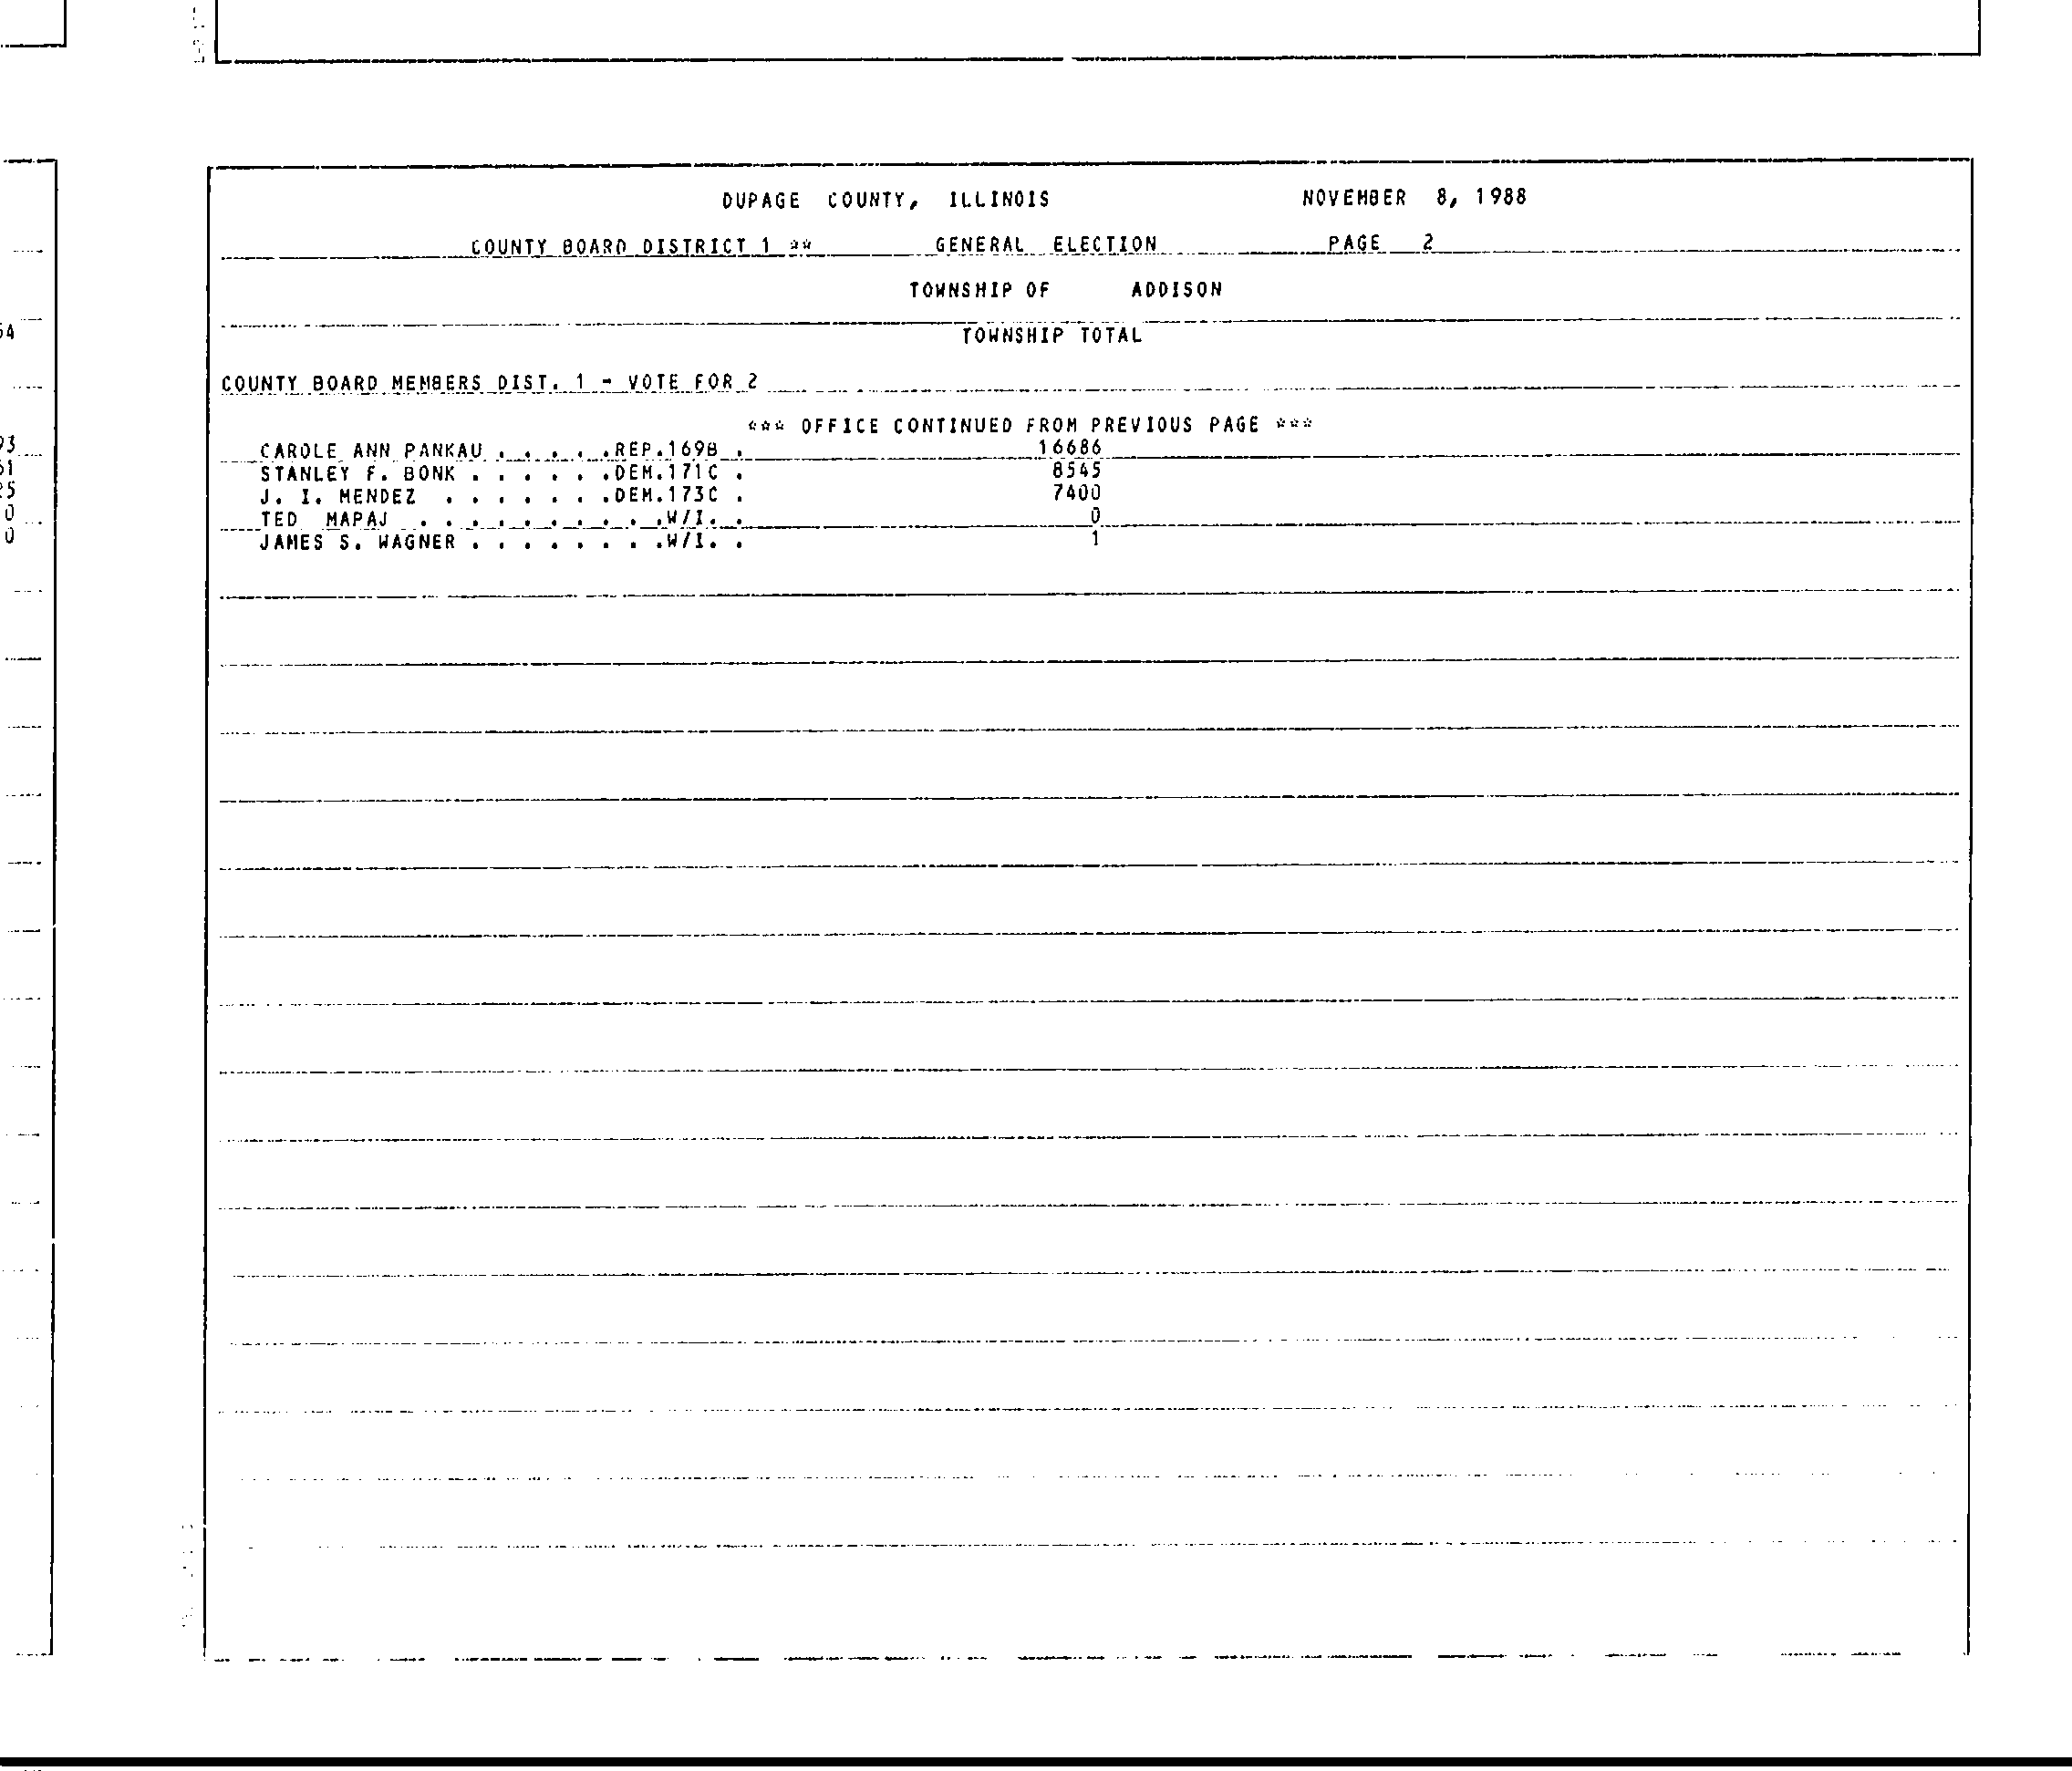 DUPAGE COUNTY, ILLINOIS NOVEMBER 8, 1988
COUNTY BOARD DISTRICT 1 ** GENERAL ELECTION PAGE 2
TOWNSHIP OF ADDISON
TOWNSHIP TOTAL
COUNTY BOARD MEMBERS DIST. 1 - VOTE FOR 2
*** OFFICE CONTINUED FROM PREVIOUS PAGE ***
CAROLE ANN PANKAU . . . . .REP.169B . 16686
STANLEY F. BONK . . . . . .DEM.171C . 8545
J. I. MENDEZ . . . . . . .DEM.173C . 7400
TED MAPAJ . . . . . . . . . .W/I. . 0
JAMES S. WAGNER . . . . . . . .W/I. . 1
54
93
51
25
0
0